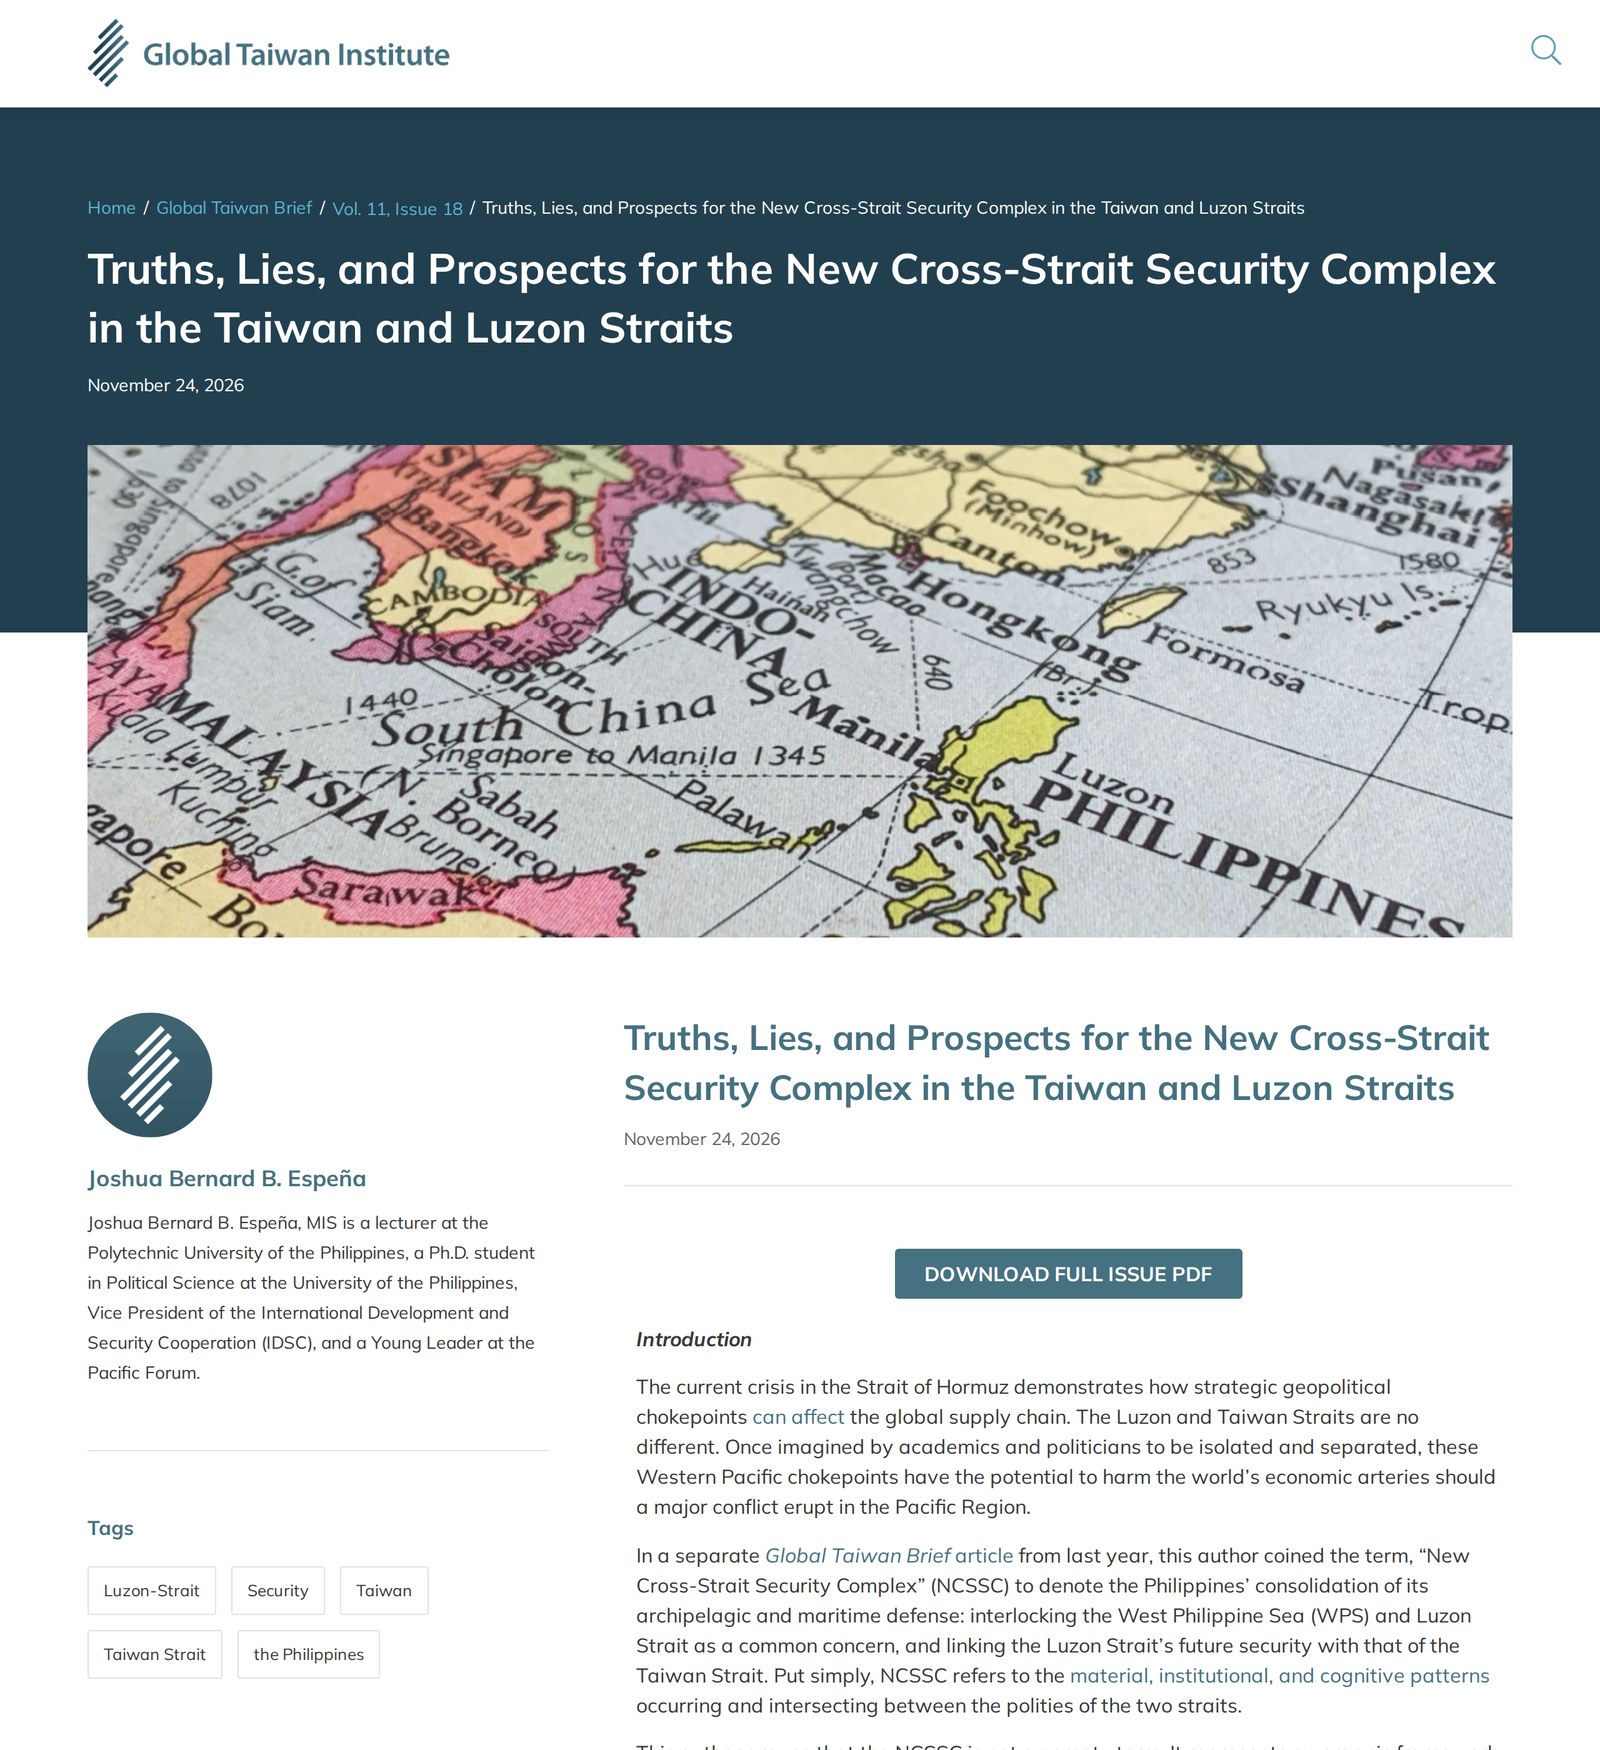 Global Taiwan Institute
Home / Global Taiwan Brief / Vol. 11, Issue 18 / Truths, Lies, and Prospects for the New Cross-Strait Security Complex in the Taiwan and Luzon Straits
Truths, Lies, and Prospects for the New Cross-Strait Security Complex
in the Taiwan and Luzon Straits
November 24, 2026
SIAM
(THAILAND)
Bangkok
G. of
Siam.
CAMBODIA
Saigon-
Cholon
SOUTH
Hué
INDO-
CHINA
Hainan
Kwangchow
Macao
(Port.)
Canton
Foochow
(Minhow)
Hongkong
(Br.)
Formosa
Ryukyu Is.
Shanghai
Nagasaki
Pusan
1078
853
1580
640
1440
South China Sea
Singapore to Manila 1345
Manila
Luzon
PHILIPPINES
Palawan
MALAYSIA
Kuala Lumpur
Kuching
(N.
Borneo)
Sabah
Brunei
Sarawak
Trop
Joshua Bernard B. Espeña
Joshua Bernard B. Espeña, MIS is a lecturer at the
Polytechnic University of the Philippines, a Ph.D. student
in Political Science at the University of the Philippines,
Vice President of the International Development and
Security Cooperation (IDSC), and a Young Leader at the
Pacific Forum.
Tags
Luzon-Strait
Security
Taiwan
Taiwan Strait
the Philippines
Truths, Lies, and Prospects for the New Cross-Strait
Security Complex in the Taiwan and Luzon Straits
November 24, 2026
DOWNLOAD FULL ISSUE PDF
Introduction
The current crisis in the Strait of Hormuz demonstrates how strategic geopolitical
chokepoints can affect the global supply chain. The Luzon and Taiwan Straits are no
different. Once imagined by academics and politicians to be isolated and separated, these
Western Pacific chokepoints have the potential to harm the world’s economic arteries should
a major conflict erupt in the Pacific Region.
In a separate Global Taiwan Brief article from last year, this author coined the term, “New
Cross-Strait Security Complex” (NCSSC) to denote the Philippines’ consolidation of its
archipelagic and maritime defense: interlocking the West Philippine Sea (WPS) and Luzon
Strait as a common concern, and linking the Luzon Strait’s future security with that of the
Taiwan Strait. Put simply, NCSSC refers to the material, institutional, and cognitive patterns
occurring and intersecting between the polities of the two straits.